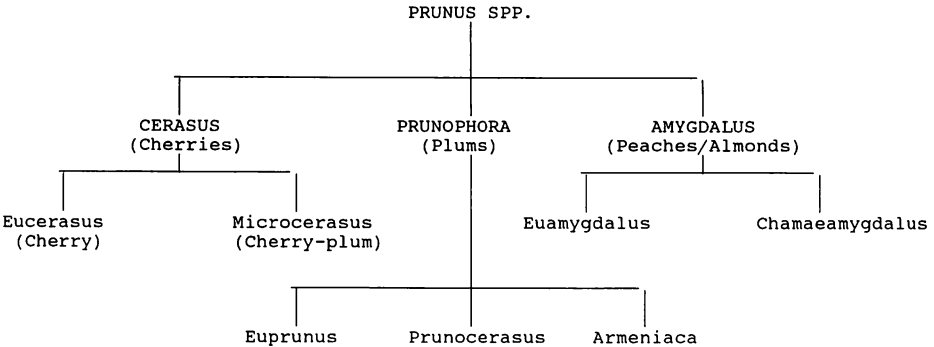 PRUNUS SPP.
CERASUS
(Cherries)
PRUNOPHORA
(Plums)
AMYGDALUS
(Peaches/Almonds)
Eucerasus
(Cherry)
Microcerasus
(Cherry-plum)
Euamygdalus
Chamaeamygdalus
Euprunus
Prunocerasus
Armeniaca